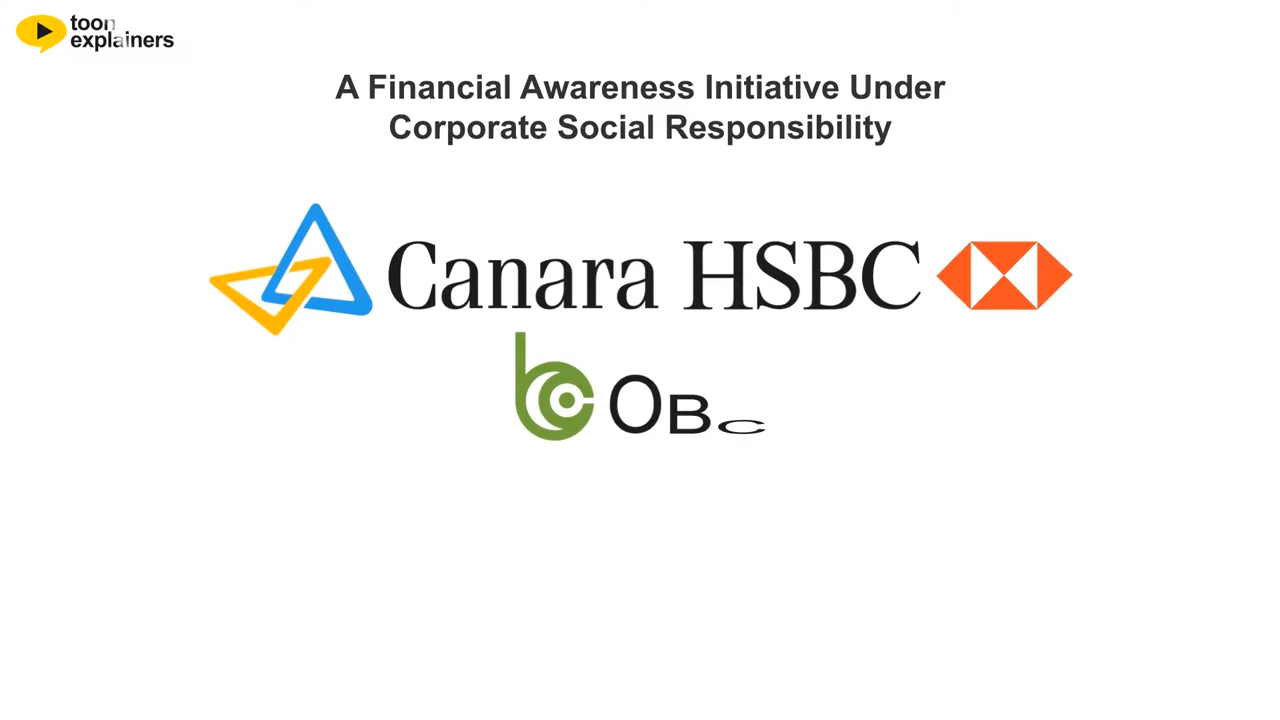 toon
explainers
A Financial Awareness Initiative Under
Corporate Social Responsibility
Canara HSBC
OBC